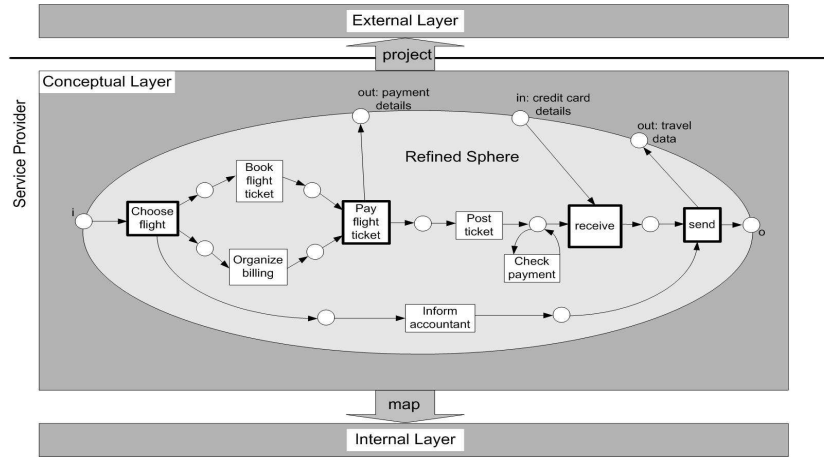 External Layer
project
Service Provider
Conceptual Layer
out: payment
details
in: credit card
details
out: travel
data
Refined Sphere
i
Choose
flight
Book
flight
ticket
Organize
billing
Pay
flight
ticket
Post
ticket
Check
payment
receive
send
o
Inform
accountant
map
Internal Layer